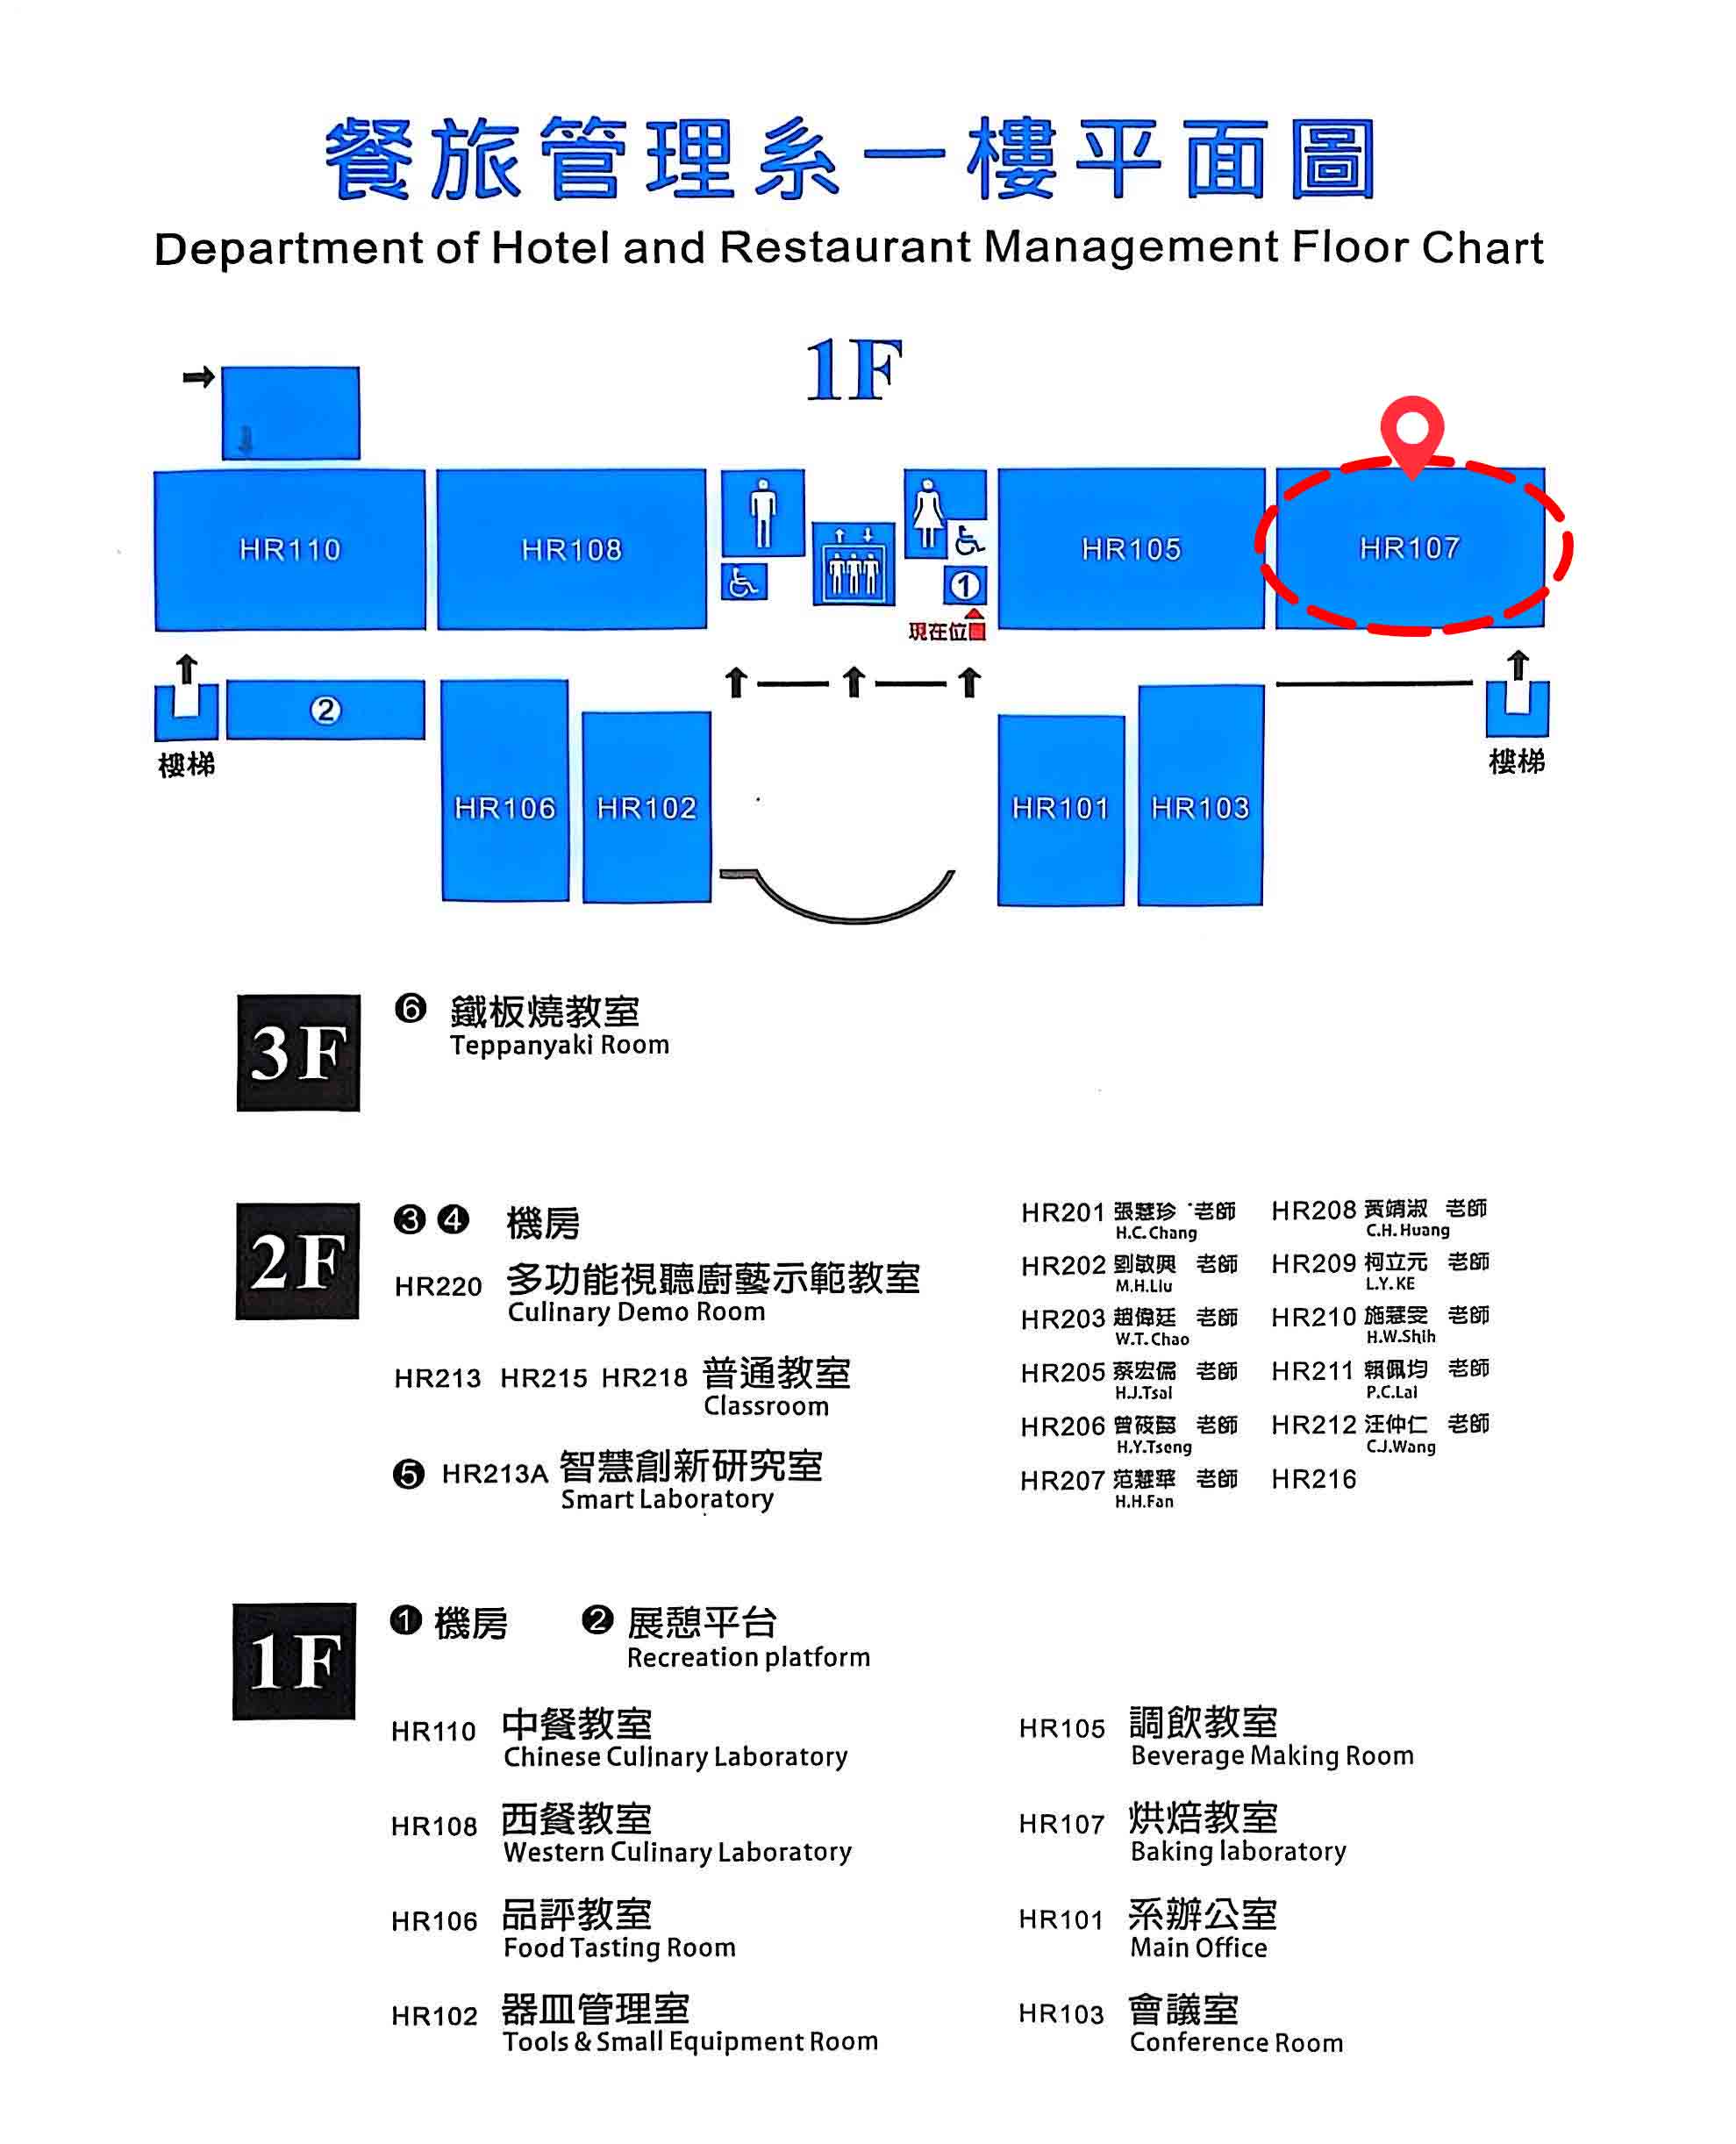 餐旅管理系一樓平面圖
Department of Hotel and Restaurant Management Floor Chart
1F
HR110
HR108
HR105
HR107
1
現在位
2
樓梯
樓梯
HR106
HR102
HR101
HR103
3F
6 鐵板燒教室
Teppanyaki Room
2F
3 4 機房
HR220 多功能視聽廚藝示範教室
Culinary Demo Room
HR213 HR215 HR218 普通教室
Classroom
5 HR213A 智慧創新研究室
Smart Laboratory
HR201 張慧珍 老師
H.C.Chang
HR202 劉敏興 老師
M.H.Liu
HR203 趙偉廷 老師
W.T.Chao
HR205 蔡宏儒 老師
H.J.Tsai
HR206 曾筱懿 老師
H.Y.Tseng
HR207 范慧華 老師
H.H.Fan
HR208 黃靖淑 老師
C.H.Huang
HR209 柯立元 老師
L.Y.KE
HR210 施慧雯 老師
H.W.Shih
HR211 賴佩均 老師
P.C.Lai
HR212 汪仲仁 老師
C.J.Wang
HR216
1F
1 機房 2 展憩平台
Recreation platform
HR110 中餐教室
Chinese Culinary Laboratory
HR108 西餐教室
Western Culinary Laboratory
HR106 品評教室
Food Tasting Room
HR102 器皿管理室
Tools & Small Equipment Room
HR105 調飲教室
Beverage Making Room
HR107 烘焙教室
Baking laboratory
HR101 系辦公室
Main Office
HR103 會議室
Conference Room